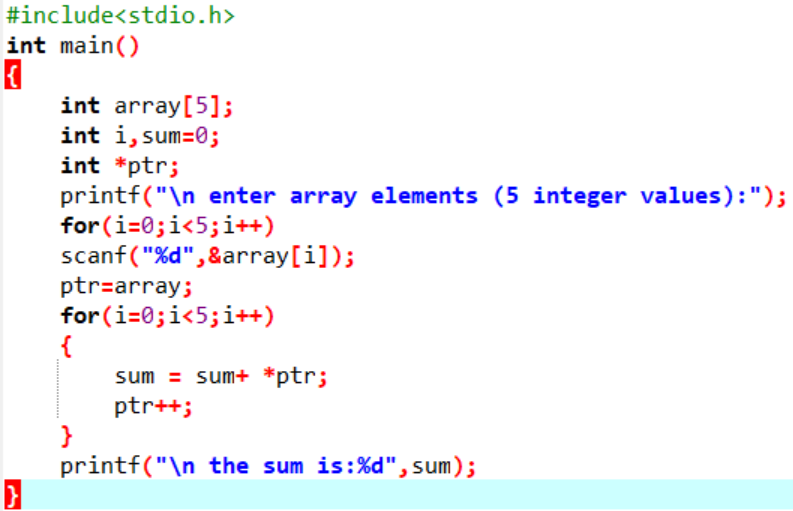 #include<stdio.h>
int main()
{
    int array[5];
    int i,sum=0;
    int *ptr;
    printf("\n enter array elements (5 integer values):");
    for(i=0;i<5;i++)
    scanf("%d",&array[i]);
    ptr=array;
    for(i=0;i<5;i++)
    {
        sum = sum+ *ptr;
        ptr++;
    }
    printf("\n the sum is:%d",sum);
}